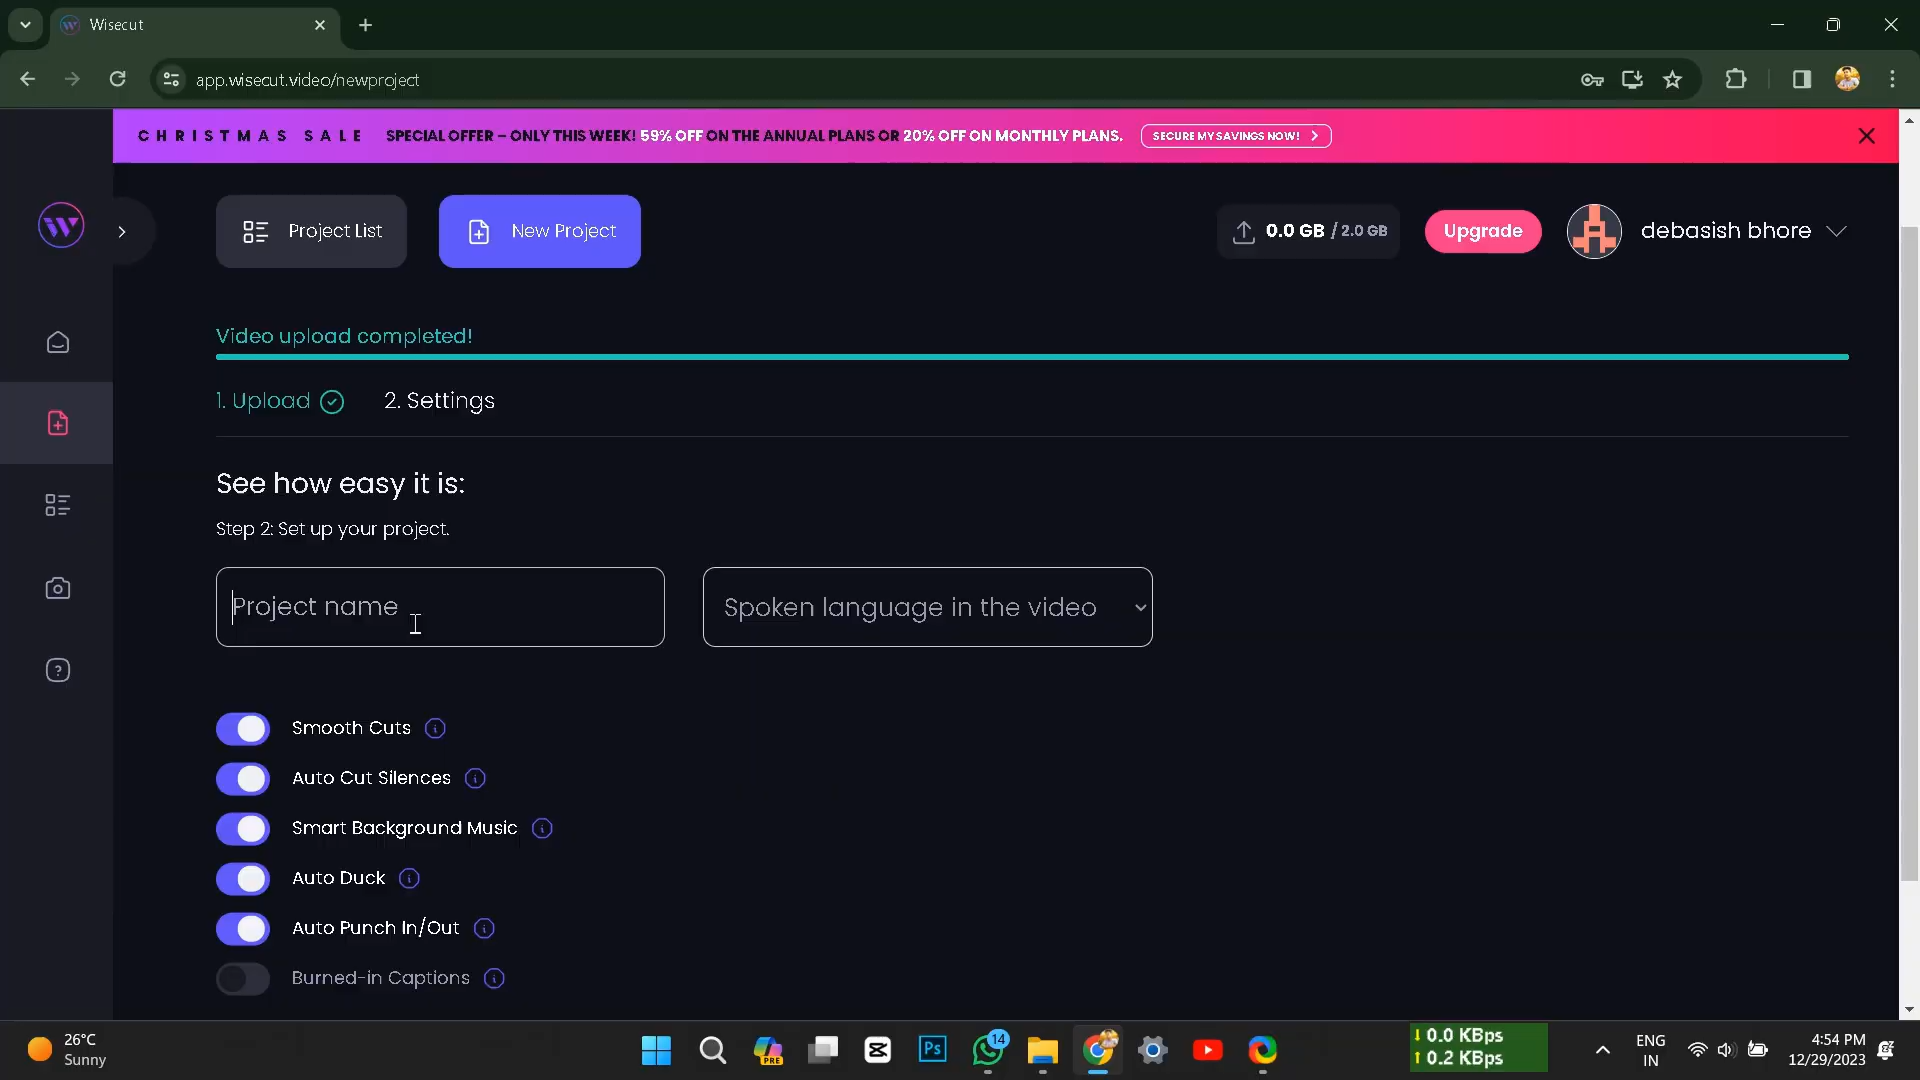 Wisecut
app.wisecut.video/newproject
CHRISTMAS SALE SPECIAL OFFER – ONLY THIS WEEK! 59% OFF ON THE ANNUAL PLANS OR 20% OFF ON MONTHLY PLANS. SECURE MY SAVINGS NOW!
Project List
New Project
0.0 GB / 2.0 GB
Upgrade
debasish bhore
Video upload completed!
1. Upload
2. Settings
See how easy it is:
Step 2: Set up your project.
Project name
Spoken language in the video
Smooth Cuts
Auto Cut Silences
Smart Background Music
Auto Duck
Auto Punch In/Out
Burned-in Captions
26°C
Sunny
PRE
Ps
14
0.0 KBps
0.2 KBps
ENG
IN
4:54 PM
12/29/2023